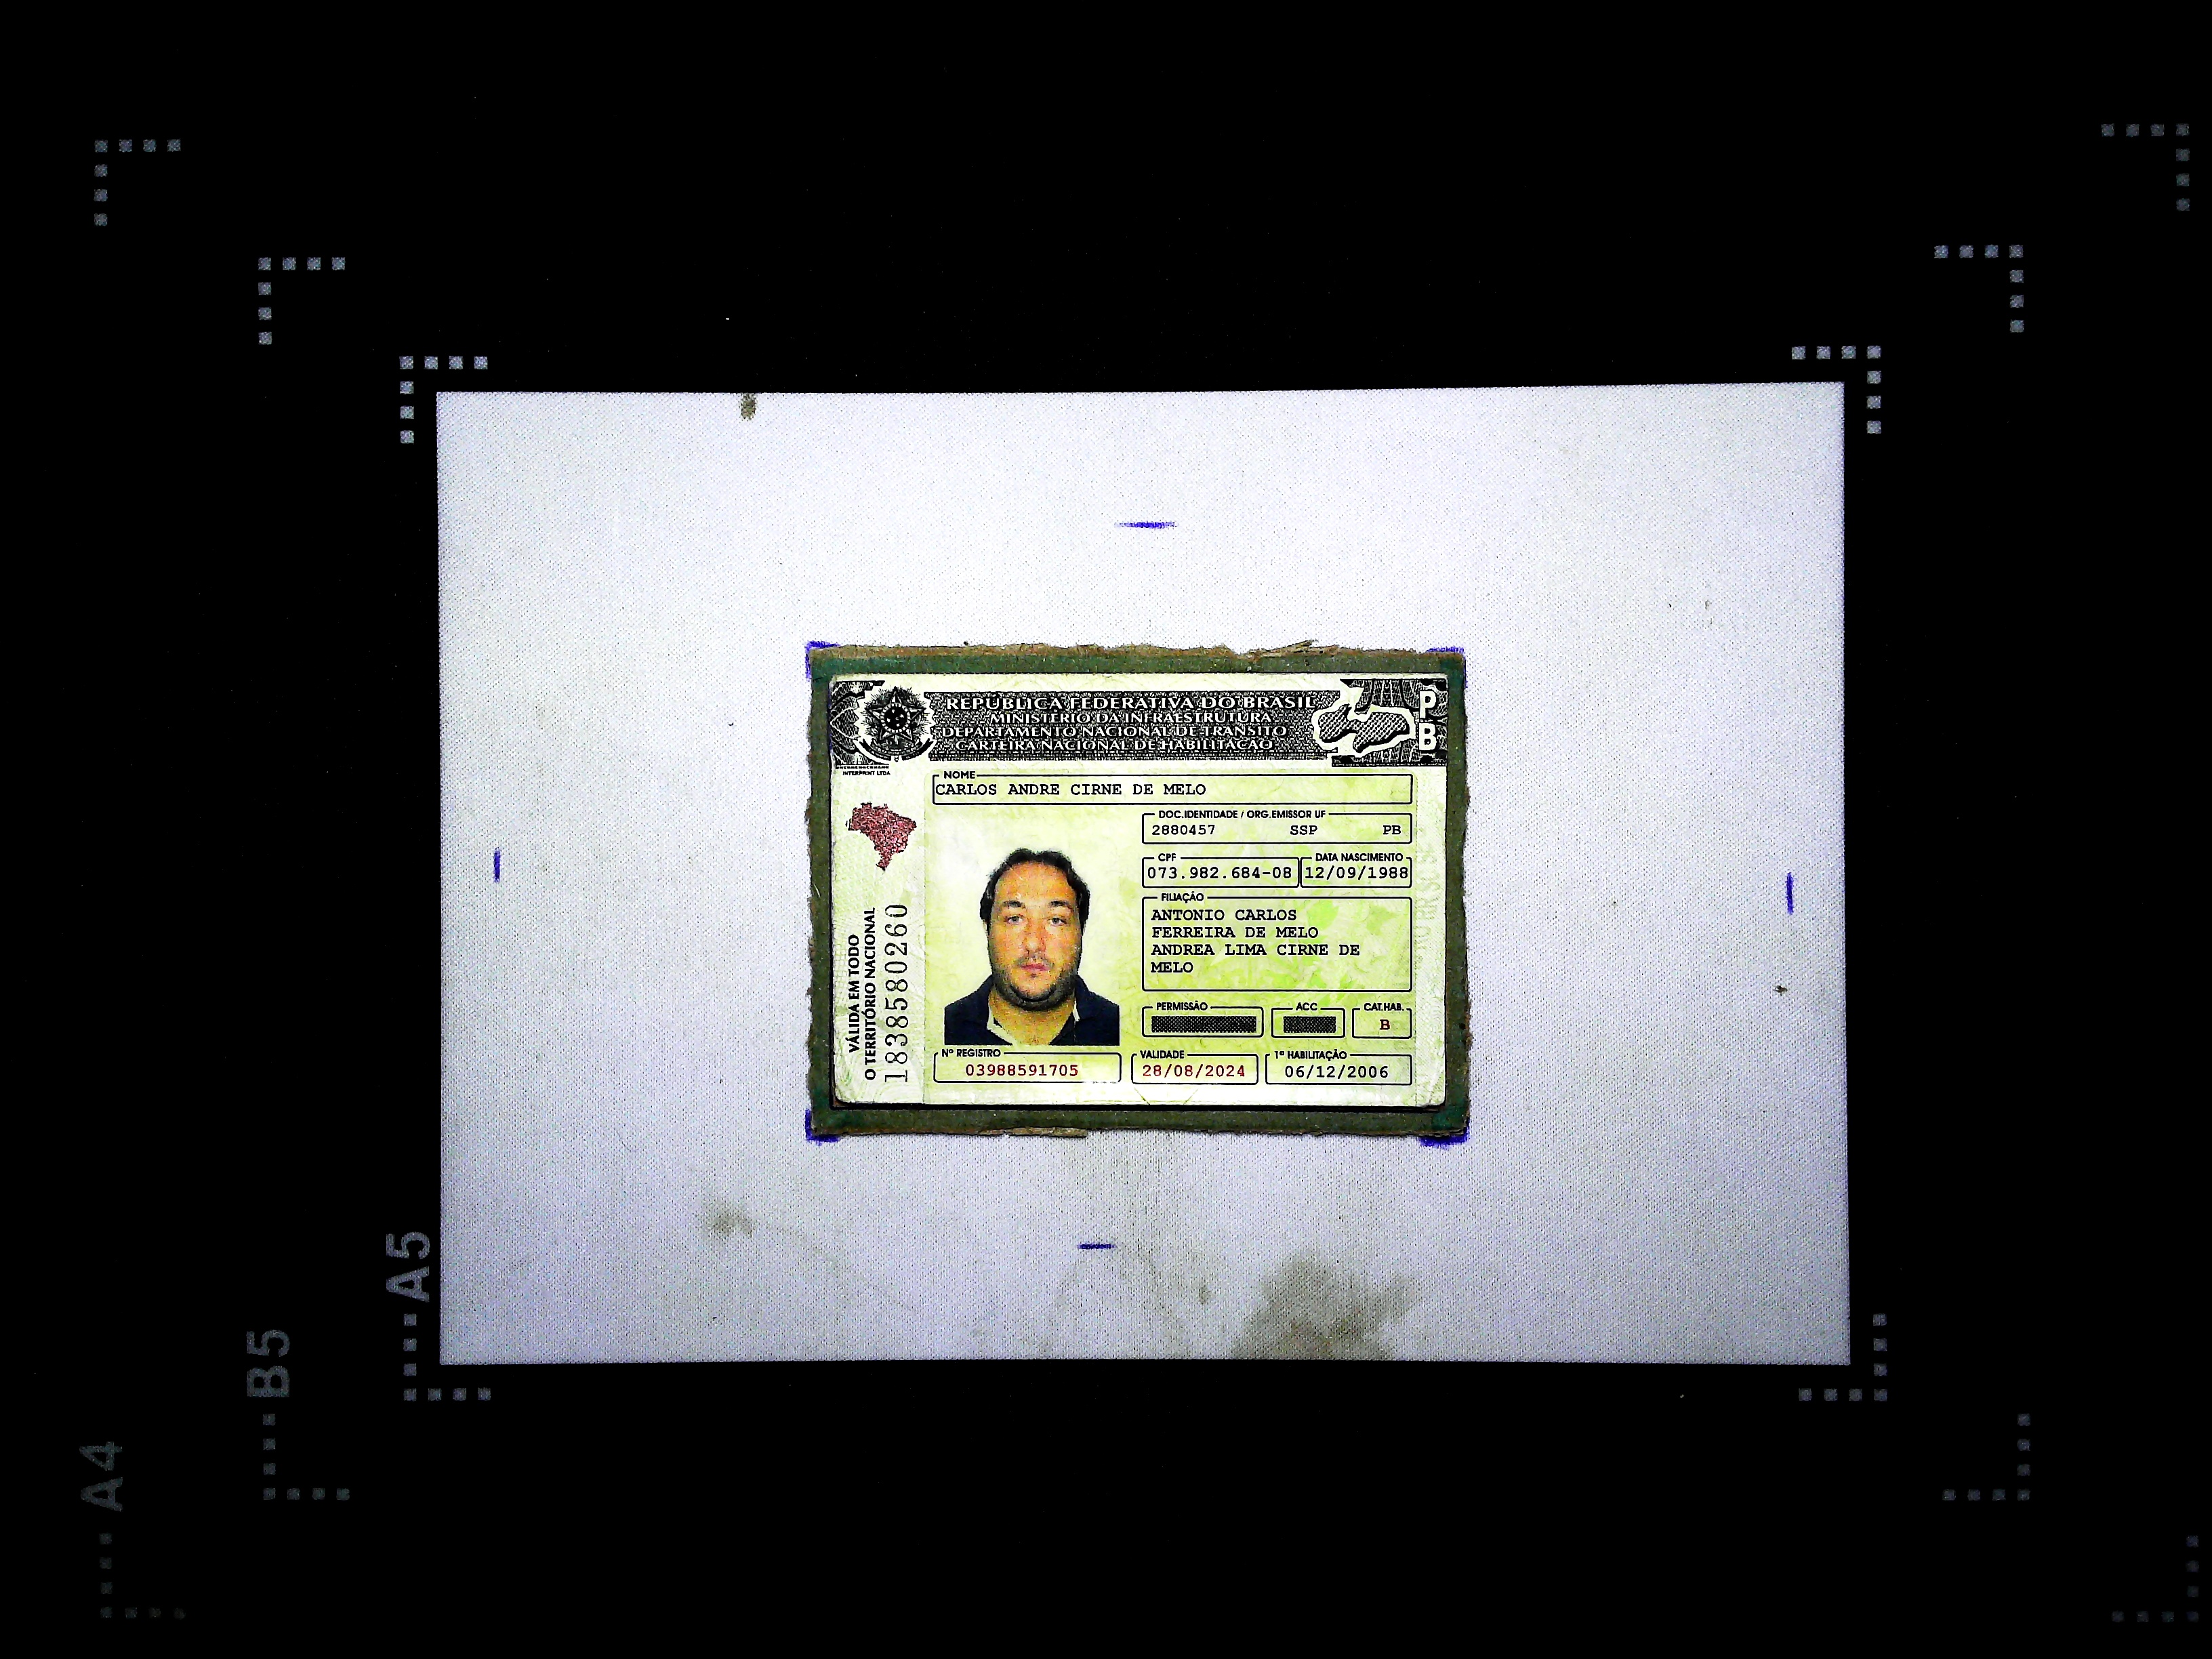 REPÚBLICA FEDERATIVA DO BRASIL
MINISTÉRIO DA INFRAESTRUTURA
DEPARTAMENTO NACIONAL DE TRÂNSITO
CARTEIRA NACIONAL DE HABILITAÇÃO
P
B
INTERPRINT LTDA
NOME
CARLOS ANDRE CIRNE DE MELO
DOC.IDENTIDADE / ORG.EMISSOR UF
2880457 SSP PB
CPF DATA NASCIMENTO
073.982.684-08 12/09/1988
FILIAÇÃO
ANTONIO CARLOS
FERREIRA DE MELO
ANDREA LIMA CIRNE DE
MELO
PERMISSÃO ACC CAT.HAB.
B
Nº REGISTRO VALIDADE 1ª HABILITAÇÃO
03988591705 28/08/2024 06/12/2006
VÁLIDA EM TODO
O TERRITÓRIO NACIONAL
1838580260
A5
B5
A4